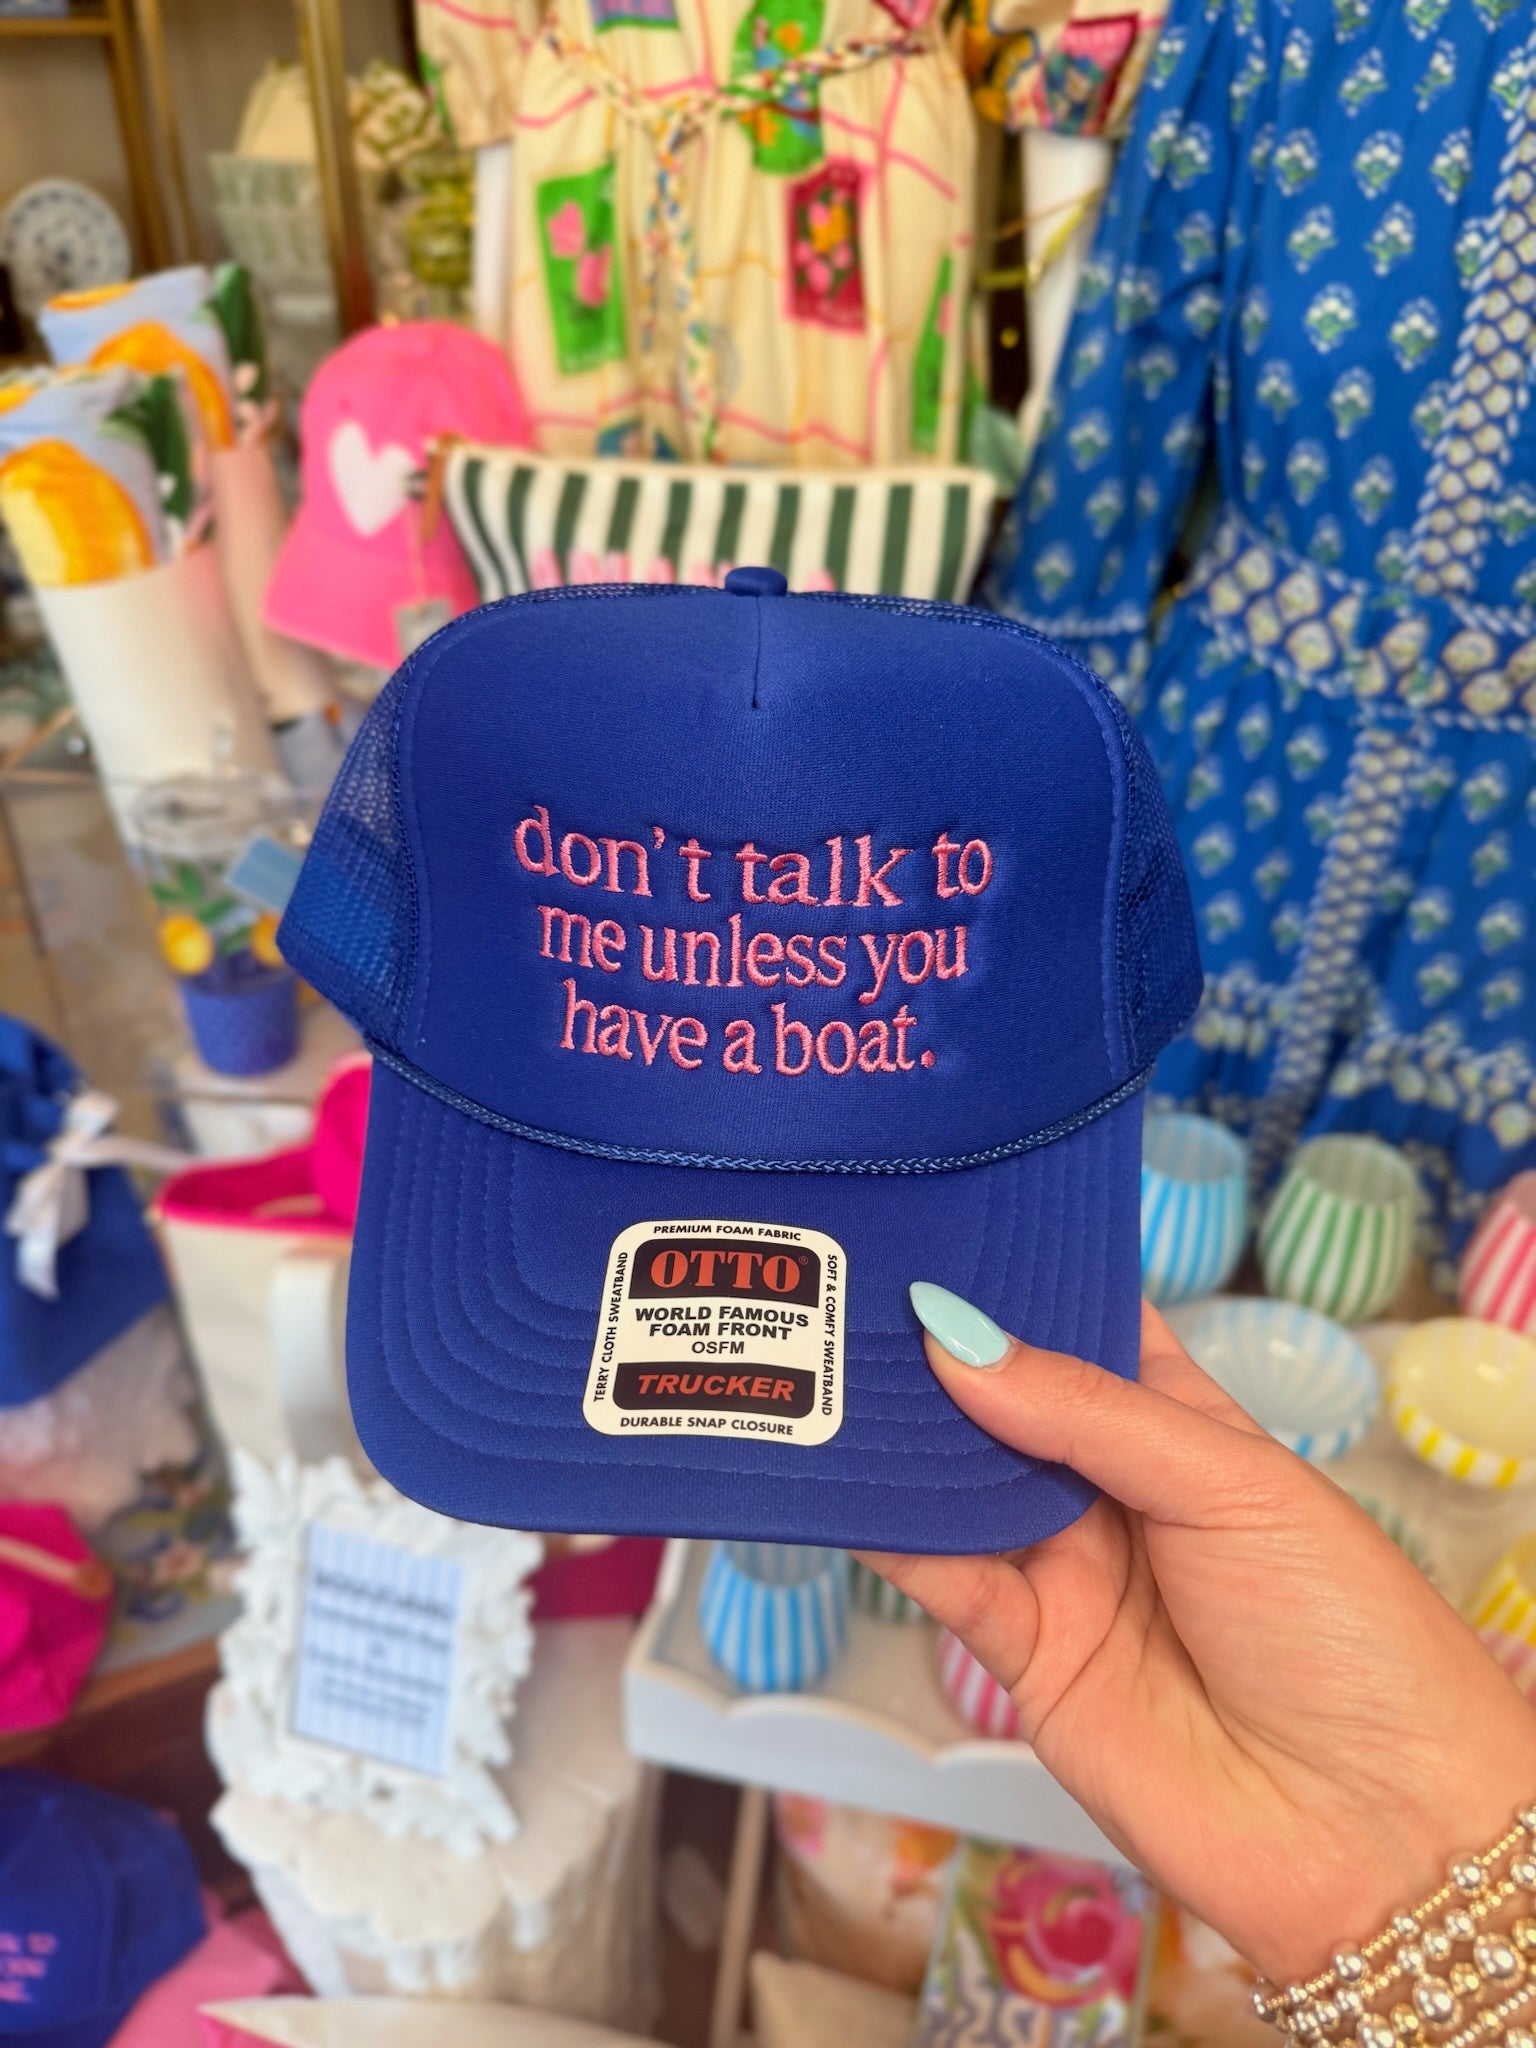 don't talk to
me unless you
have a boat.
PREMIUM FOAM FABRIC
TERRY CLOTH SWEATBAND
SOFT & COMFY SWEATBAND
OTTO®
WORLD FAMOUS
FOAM FRONT
OSFM
TRUCKER
DURABLE SNAP CLOSURE